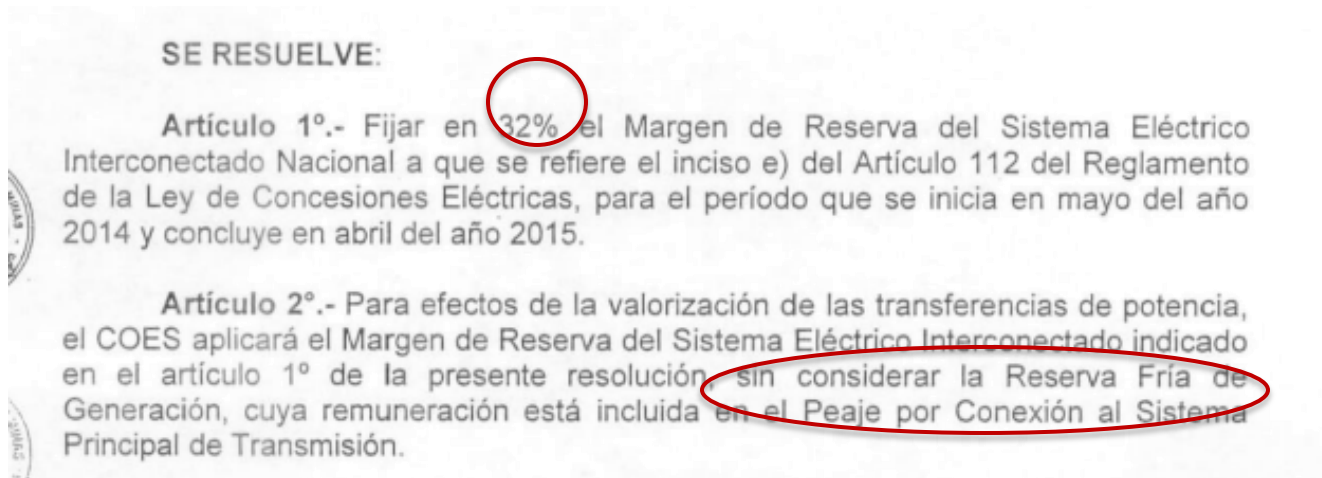 SE RESUELVE:
Artículo 1º.- Fijar en 32% el Margen de Reserva del Sistema Eléctrico
Interconectado Nacional a que se refiere el inciso e) del Artículo 112 del Reglamento
de la Ley de Concesiones Eléctricas, para el período que se inicia en mayo del año
2014 y concluye en abril del año 2015.
Artículo 2°.- Para efectos de la valorización de las transferencias de potencia,
el COES aplicará el Margen de Reserva del Sistema Eléctrico Interconectado indicado
en el artículo 1º de la presente resolución, sin considerar la Reserva Fría de
Generación, cuya remuneración está incluida en el Peaje por Conexión al Sistema
Principal de Transmisión.